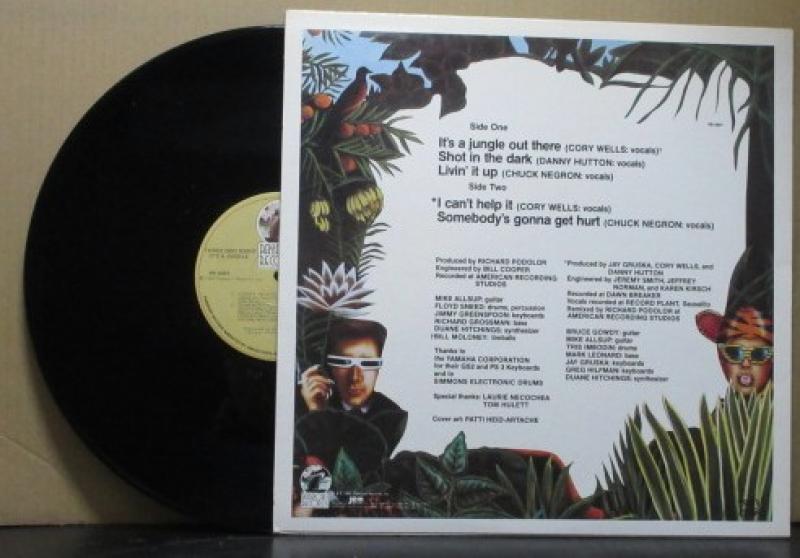 Side One
It's a jungle out there (CORY WELLS: vocals)†
Shot in the dark (DANNY HUTTON: vocals)
Livin' it up (CHUCK NEGRON: vocals)
Side Two
*I can't help it (CORY WELLS: vocals)
Somebody's gonna get hurt (CHUCK NEGRON: vocals)
Produced by RICHARD PODOLOR
Engineered by BILL COOPER
Recorded at AMERICAN RECORDING
STUDIOS
MIKE ALLSUP: guitar
FLOYD SNEED: drums, percussion
JIMMY GREENSPOON: keyboards
RICHARD GROSSMAN: bass
DUANE HITCHINGS: synthesizer
†BILL MOLONEY: timbals
Thanks to
the YAMAHA CORPORATION
for their GS2 and PS 3 Keyboards
and to
SIMMONS ELECTRONIC DRUMS
Special thanks: LAURIE NECOCHEA
TOM HULETT
Cover art: PATTI HEID-ARTACHE
*Produced by JAY GRUSKA, CORY WELLS, and
DANNY HUTTON
Engineered by JEREMY SMITH, JEFFREY
NORMAN, and KAREN KIRSCH
Recorded at DAWN BREAKER
Vocals recorded at RECORD PLANT, Sausalito
Remixed by RICHARD PODOLOR at
AMERICAN RECORDING STUDIOS
BRUCE GOWDY: guitar
MIKE ALLSUP: guitar
TRIS IMBODIN: drums
MARK LEONARD: bass
JAY GRUSKA: keyboards
GREG HILFMAN: keyboards
DUANE HITCHINGS: synthesizer